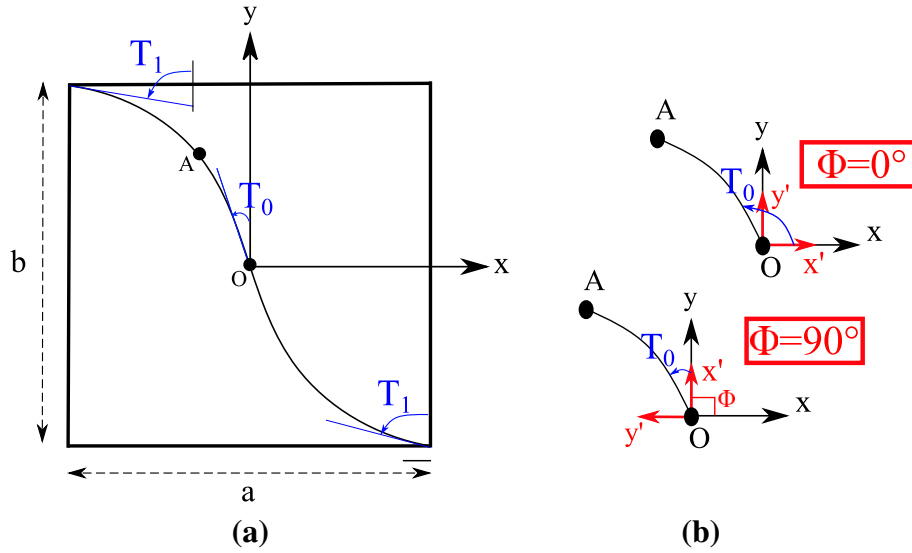 y
T₁
A
T₀
O
x
b
T₁
a
(a)
A
y
Φ=0°
T₀
y'
x
O
x'
A
y
Φ=90°
T₀
x'
Φ
x
y'
O
(b)